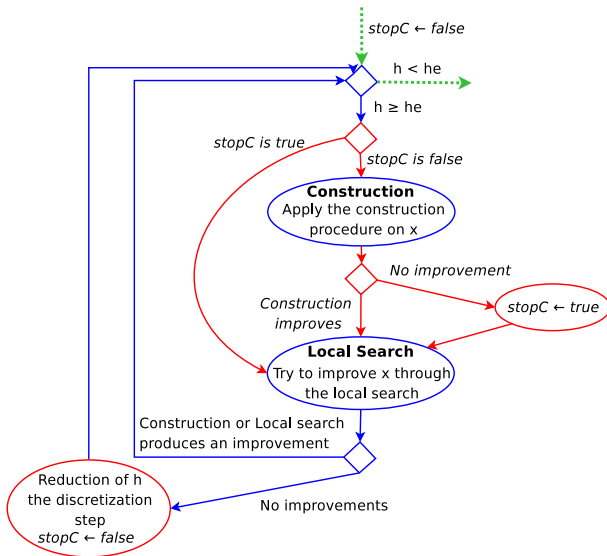 stopC ← false
h < he
h ≥ he
stopC is true
stopC is false
Construction
Apply the construction
procedure on x
No improvement
stopC ← true
Construction
improves
Local Search
Try to improve x through
the local search
Construction or Local search
produces an improvement
Reduction of h
the discretization
step
stopC ← false
No improvements